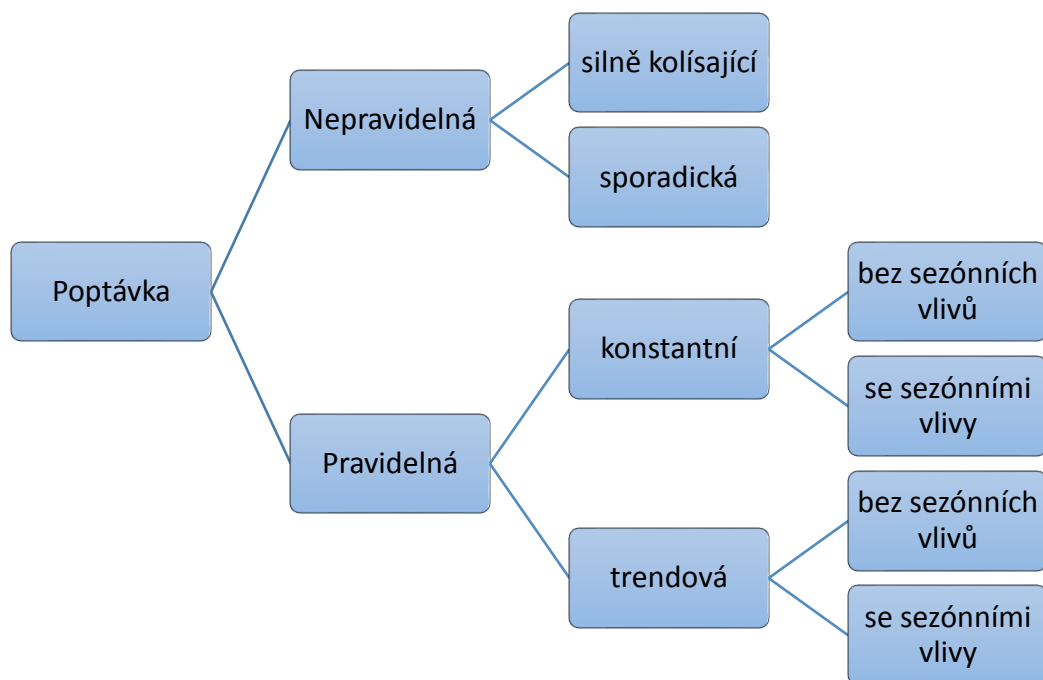 silně kolísající
Nepravidelná
sporadická
Poptávka
bez sezónních
vlivů
konstantní
se sezónními
vlivy
Pravidelná
bez sezónních
vlivů
trendová
se sezónními
vlivy